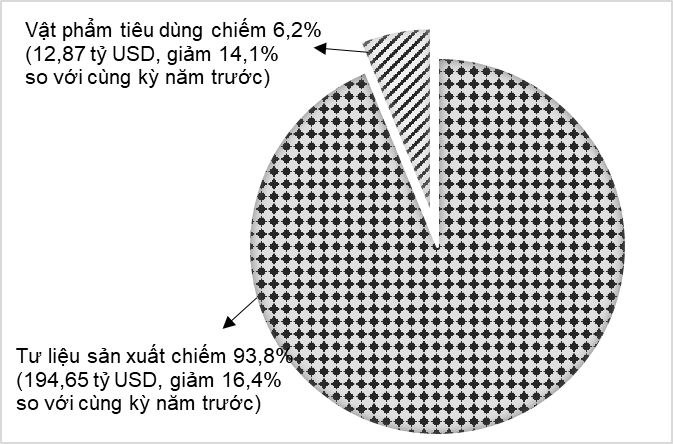 Vật phẩm tiêu dùng chiếm 6,2%
(12,87 tỷ USD, giảm 14,1%
so với cùng kỳ năm trước)
Tư liệu sản xuất chiếm 93,8%
(194,65 tỷ USD, giảm 16,4%
so với cùng kỳ năm trước)